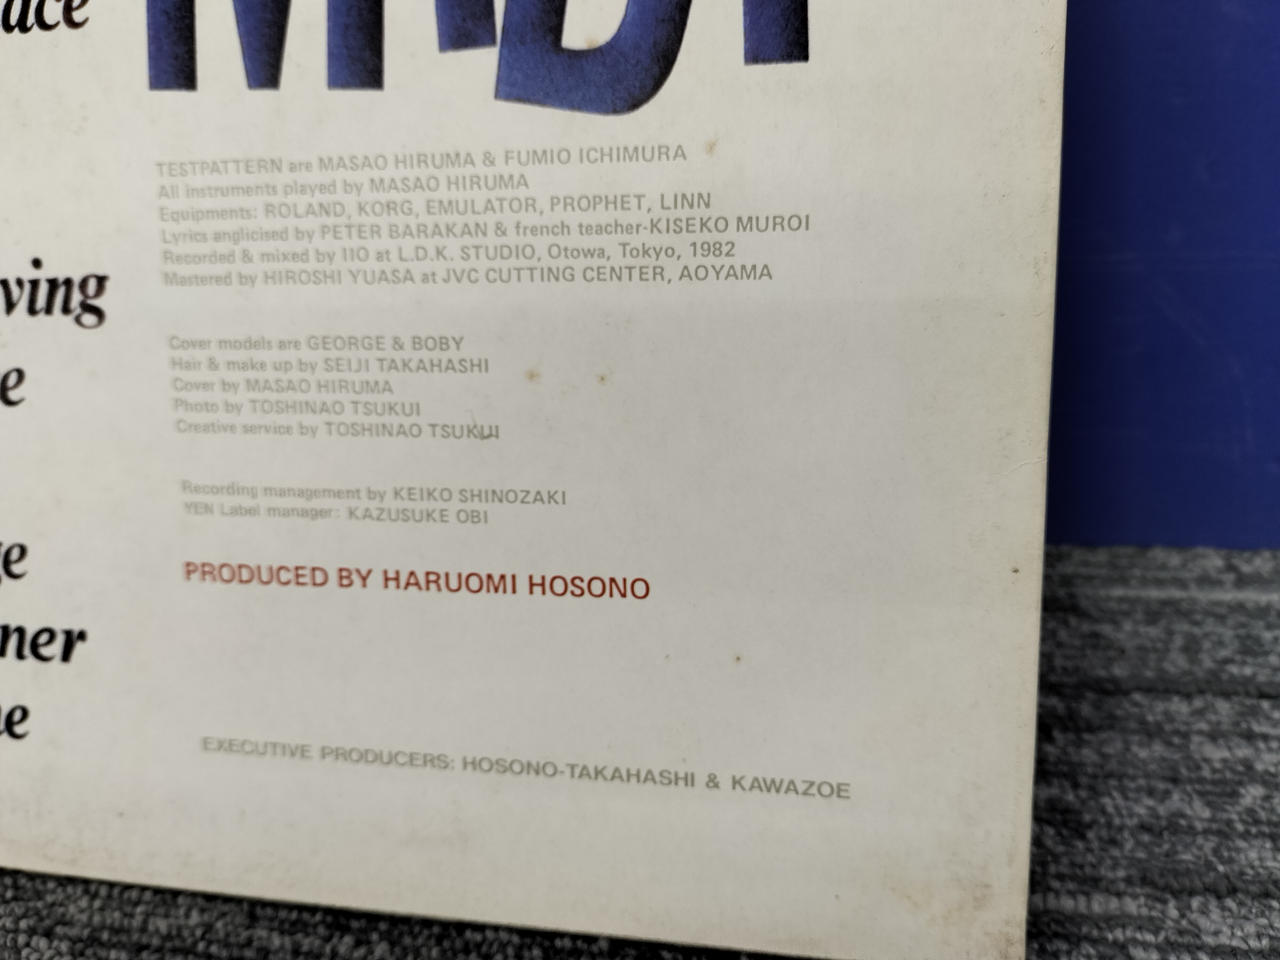 TESTPATTERN are MASAO HIRUMA & FUMIO ICHIMURA
All instruments played by MASAO HIRUMA
Equipments: ROLAND, KORG, EMULATOR, PROPHET, LINN
Lyrics anglicised by PETER BARAKAN & french teacher-KISEKO MUROI
Recorded & mixed by IIO at L.D.K. STUDIO, Otowa, Tokyo, 1982
Mastered by HIROSHI YUASA at JVC CUTTING CENTER, AOYAMA
Cover models are GEORGE & BOBY
Hair & make up by SEIJI TAKAHASHI
Cover by MASAO HIRUMA
Photo by TOSHINAO TSUKUI
Creative service by TOSHINAO TSUKUI
Recording management by KEIKO SHINOZAKI
YEN Label manager: KAZUSUKE OBI
PRODUCED BY HARUOMI HOSONO
EXECUTIVE PRODUCERS: HOSONO-TAKAHASHI & KAWAZOE